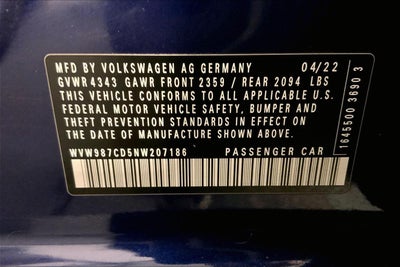 MFD BY VOLKSWAGEN AG GERMANY 04/22
GVWR4343 GAWR FRONT 2359 / REAR 2094 LBS
THIS VEHICLE CONFORMS TO ALL APPLICABLE U.S.
FEDERAL MOTOR VEHICLE SAFETY, BUMPER AND
THEFT PREVENTION STANDARDS IN EFFECT ON
THE DATE OF MANUFACTURE SHOWN ABOVE.
WVW987CD5NW207186 PASSENGER CAR
1645500 3690 3